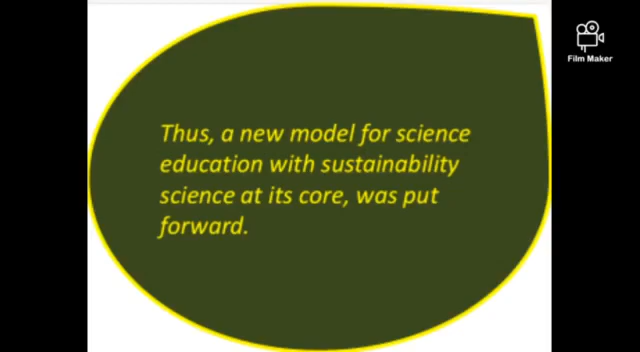 Thus, a new model for science
education with sustainability
science at its core, was put
forward.
Film Maker